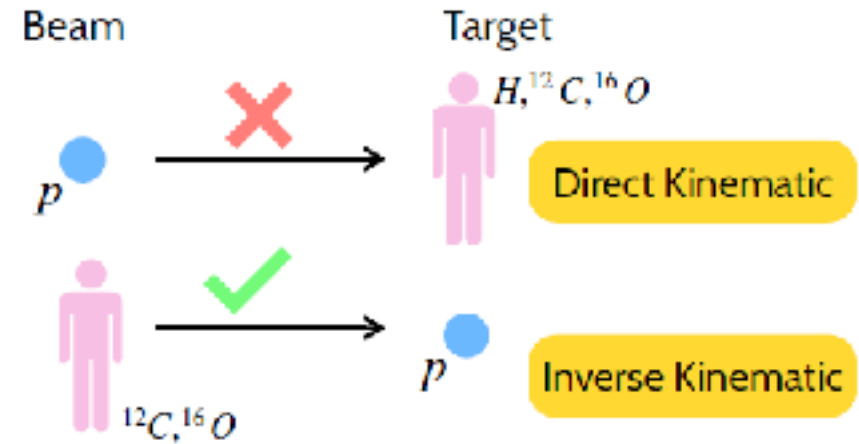 Beam
Target
H,¹²C,¹⁶O
p
Direct Kinematic
p
Inverse Kinematic
¹²C,¹⁶O